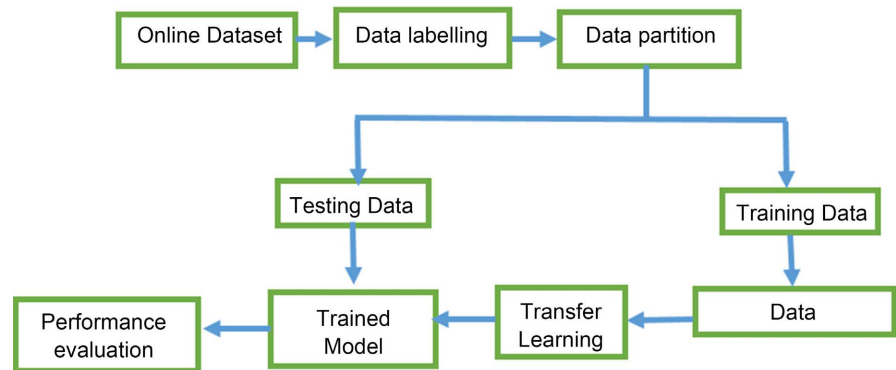 Online Dataset
Data labelling
Data partition
Testing Data
Training Data
Performance
evaluation
Trained
Model
Transfer
Learning
Data